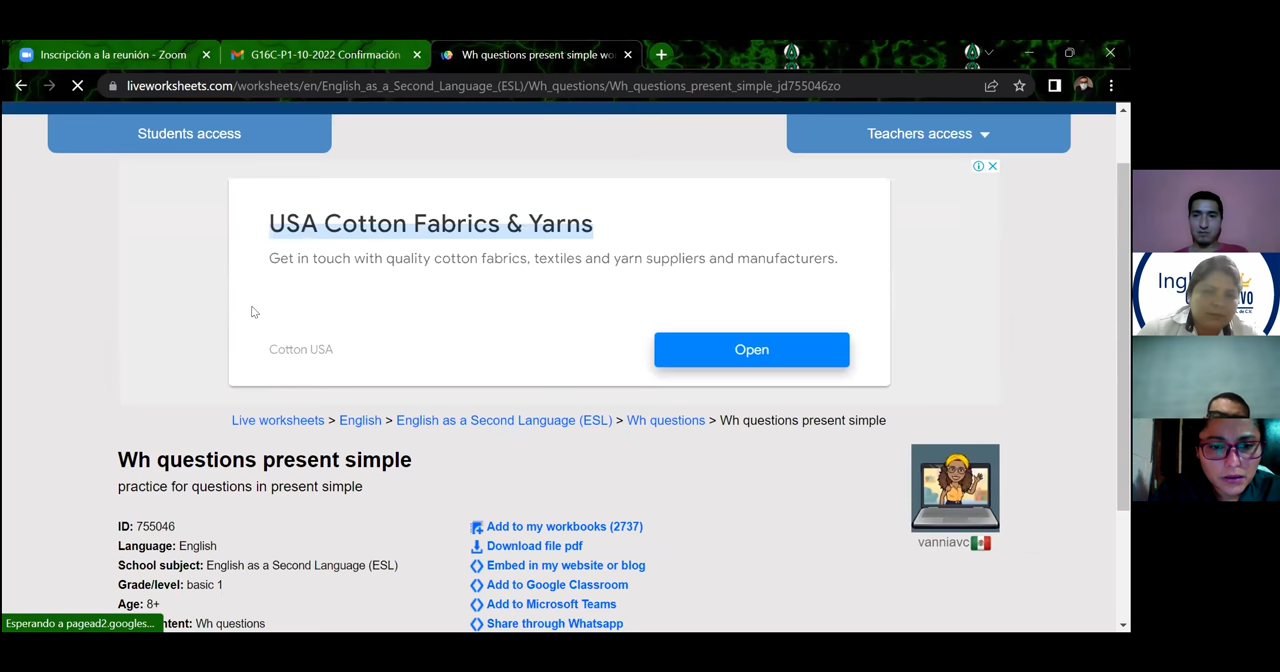 Inscripción a la reunión - Zoom
G16C-P1-10-2022 Confirmación
Wh questions present simple wo
liveworksheets.com/worksheets/en/English_as_a_Second_Language_(ESL)/Wh_questions/Wh_questions_present_simple_jd755046zo
Students access
Teachers access
USA Cotton Fabrics & Yarns
Get in touch with quality cotton fabrics, textiles and yarn suppliers and manufacturers.
Cotton USA
Open
Live worksheets > English > English as a Second Language (ESL) > Wh questions > Wh questions present simple
Wh questions present simple
practice for questions in present simple
vanniavc
ID: 755046
Language: English
School subject: English as a Second Language (ESL)
Grade/level: basic 1
Age: 8+
ntent: Wh questions
Add to my workbooks (2737)
Download file pdf
Embed in my website or blog
Add to Google Classroom
Add to Microsoft Teams
Share through Whatsapp
Esperando a pagead2.googles...
Ingl